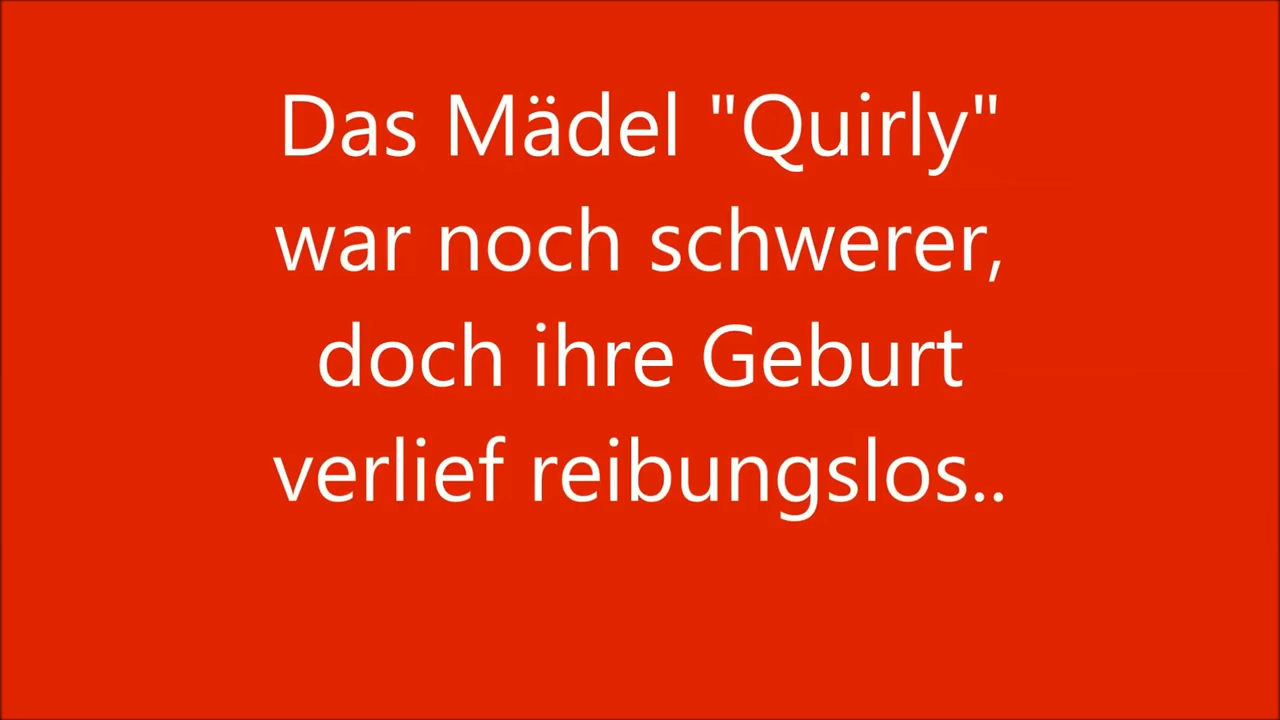 Das Mädel "Quirly"
war noch schwerer,
doch ihre Geburt
verlief reibungslos..